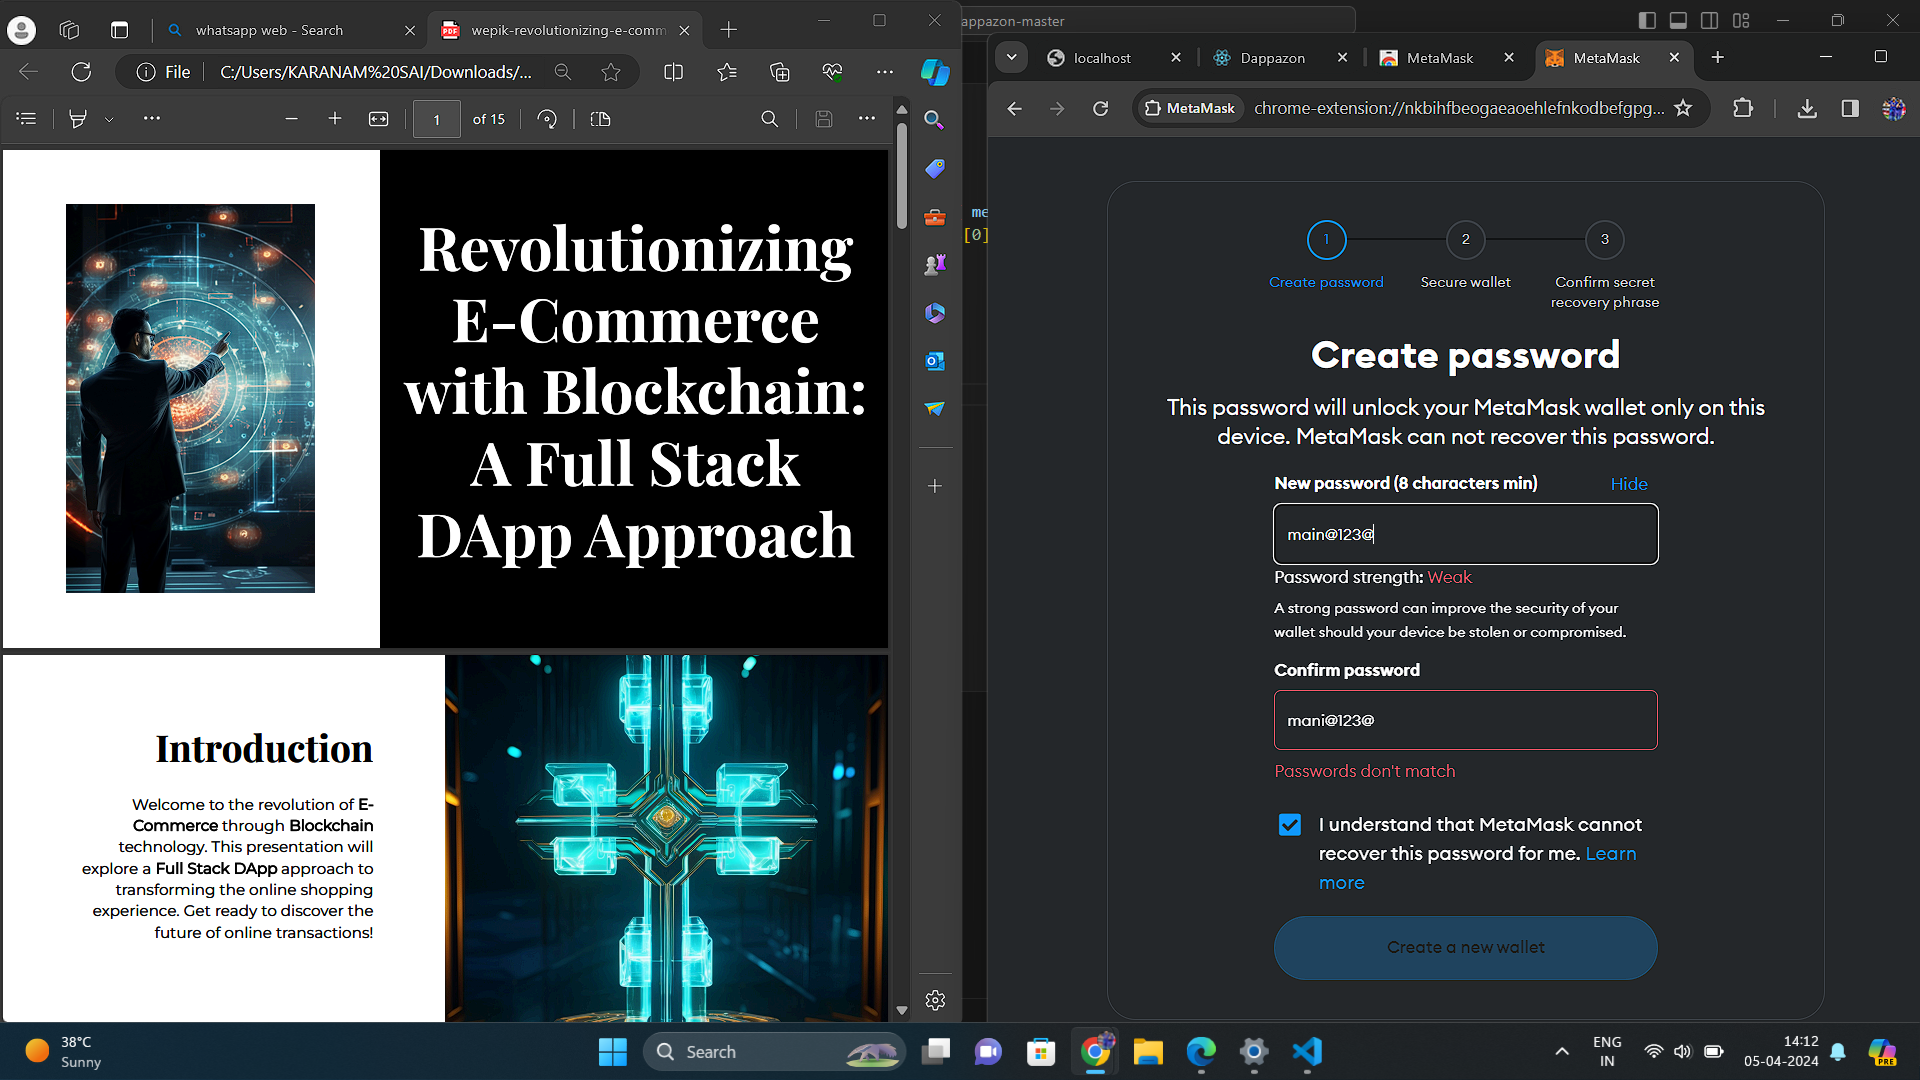 whatsapp web - Search
wepik-revolutionizing-e-comm
File
C:/Users/KARANAM%20SAI/Downloads/...
1
of 15
Revolutionizing
E-Commerce
with Blockchain:
A Full Stack
DApp Approach
Introduction
Welcome to the revolution of E-
Commerce through Blockchain
technology. This presentation will
explore a Full Stack DApp approach to
transforming the online shopping
experience. Get ready to discover the
future of online transactions!
appazon-master
me
[0]
localhost
Dappazon
MetaMask
MetaMask
MetaMask
chrome-extension://nkbihfbeogaeaoehlefnkodbefgpg...
1
2
3
Create password
Secure wallet
Confirm secret
recovery phrase
Create password
This password will unlock your MetaMask wallet only on this
device. MetaMask can not recover this password.
New password (8 characters min)
Hide
main@123@
Password strength: Weak
A strong password can improve the security of your
wallet should your device be stolen or compromised.
Confirm password
mani@123@
Passwords don't match
I understand that MetaMask cannot
recover this password for me. Learn
more
Create a new wallet
38°C
Sunny
Search
ENG
IN
14:12
05-04-2024
PRE